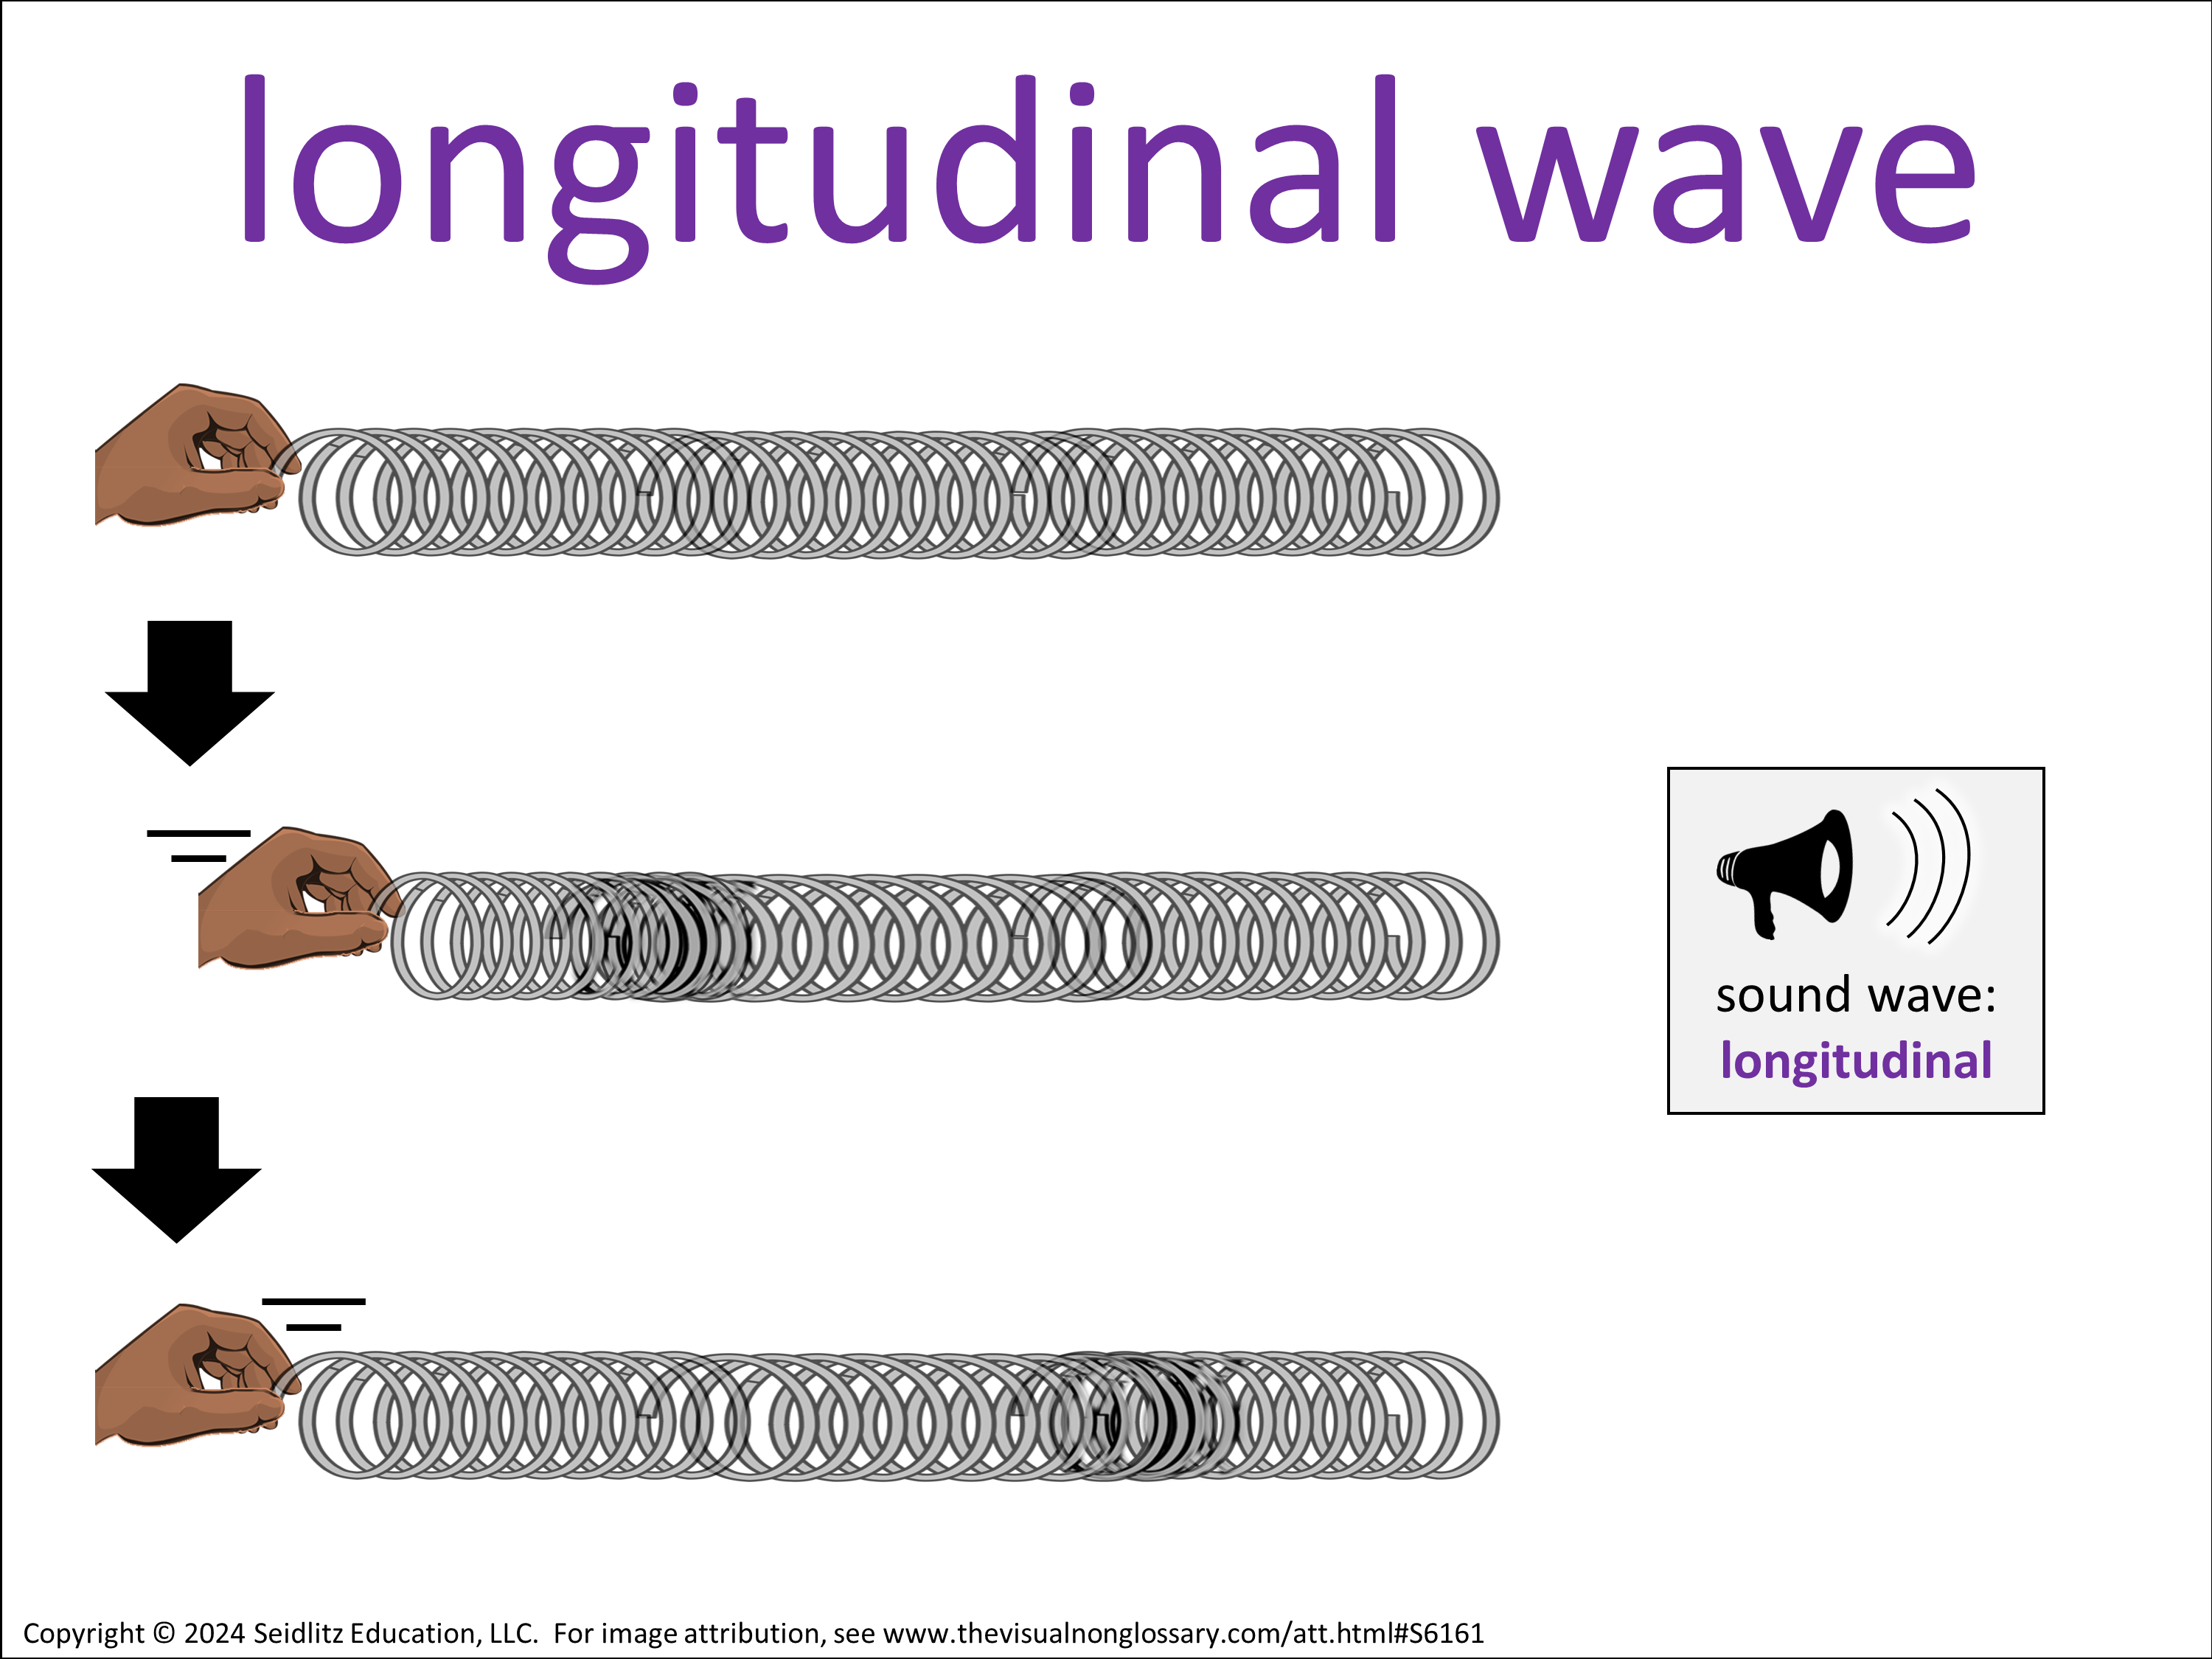 longitudinal wave
sound wave:
longitudinal
Copyright © 2024 Seidlitz Education, LLC.  For image attribution, see www.thevisualnonglossary.com/att.html#S6161